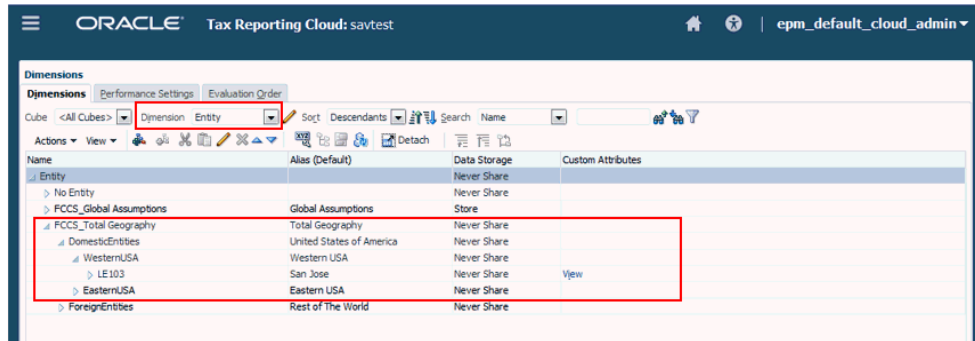 ORACLE Tax Reporting Cloud: savtest epm_default_cloud_admin
Dimensions
Dimensions Performance Settings Evaluation Order
Cube <All Cubes> Dimension Entity Sort Descendants Search Name
Actions View Detach
Name Alias (Default) Data Storage Custom Attributes
Entity Never Share
No Entity Never Share
FCCS_Global Assumptions Global Assumptions Store
FCCS_Total Geography Total Geography Never Share
DomesticEntities United States of America Never Share
WesternUSA Western USA Never Share
LE103 San Jose Never Share View
EasternUSA Eastern USA Never Share
ForeignEntities Rest of The World Never Share